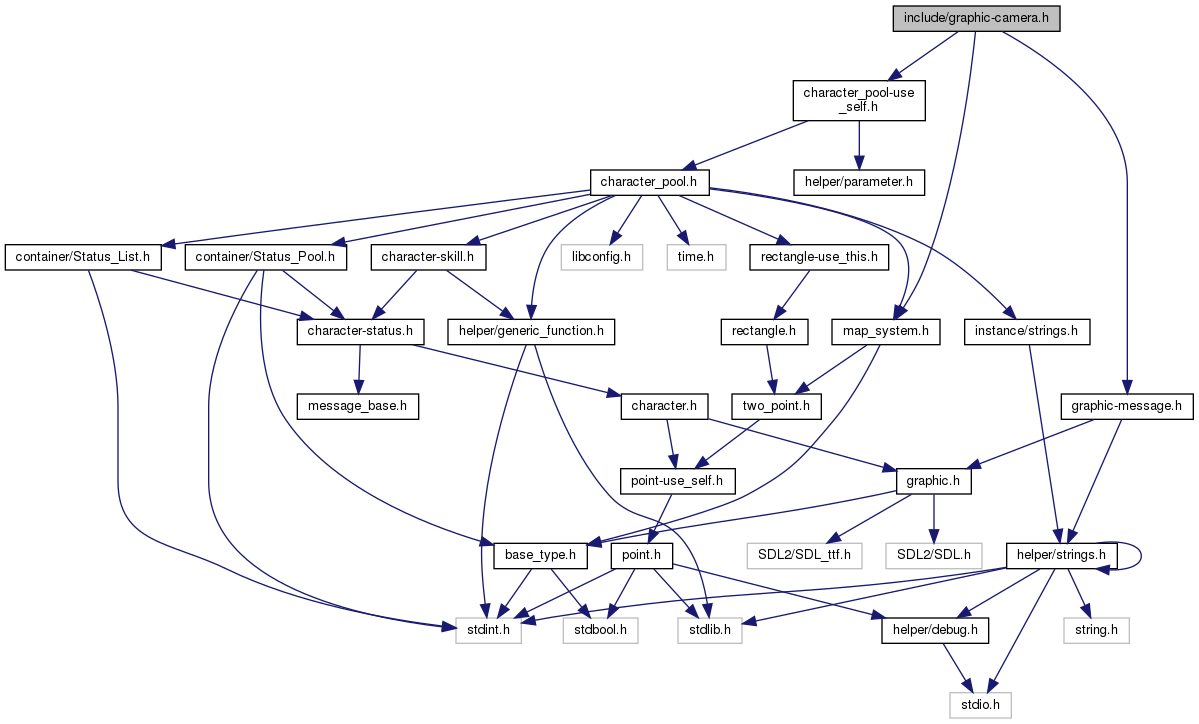 include/graphic-camera.h
character_pool-use
_self.h
character_pool.h
helper/parameter.h
container/Status_List.h
container/Status_Pool.h
character-skill.h
libconfig.h
time.h
rectangle-use_this.h
character-status.h
helper/generic_function.h
rectangle.h
map_system.h
instance/strings.h
message_base.h
character.h
two_point.h
graphic-message.h
point-use_self.h
graphic.h
base_type.h
point.h
SDL2/SDL_ttf.h
SDL2/SDL.h
helper/strings.h
stdint.h
stdbool.h
stdlib.h
helper/debug.h
string.h
stdio.h